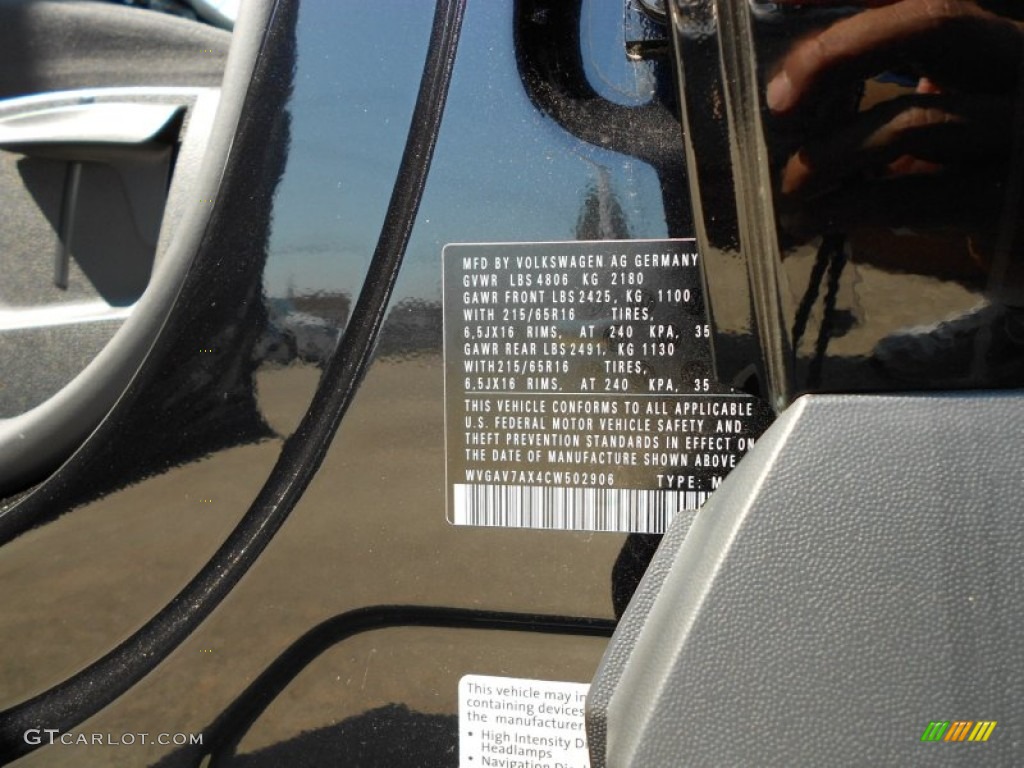 MFD BY VOLKSWAGEN AG GERMANY
GVWR LBS 4806 KG 2180
GAWR FRONT LBS 2425, KG 1100
WITH 215/65R16 TIRES,
6,5JX16 RIMS, AT 240 KPA, 35
GAWR REAR LBS 2491, KG 1130
WITH 215/65R16 TIRES,
6,5JX16 RIMS, AT 240 KPA, 35
THIS VEHICLE CONFORMS TO ALL APPLICABLE
U.S. FEDERAL MOTOR VEHICLE SAFETY AND
THEFT PREVENTION STANDARDS IN EFFECT ON
THE DATE OF MANUFACTURE SHOWN ABOVE
WVGAV7AX4CW502906 TYPE:
This vehicle may
containing devices
the manufacturer
• High Intensity
Headlamps
• Navigation
GTCARLOT.COM